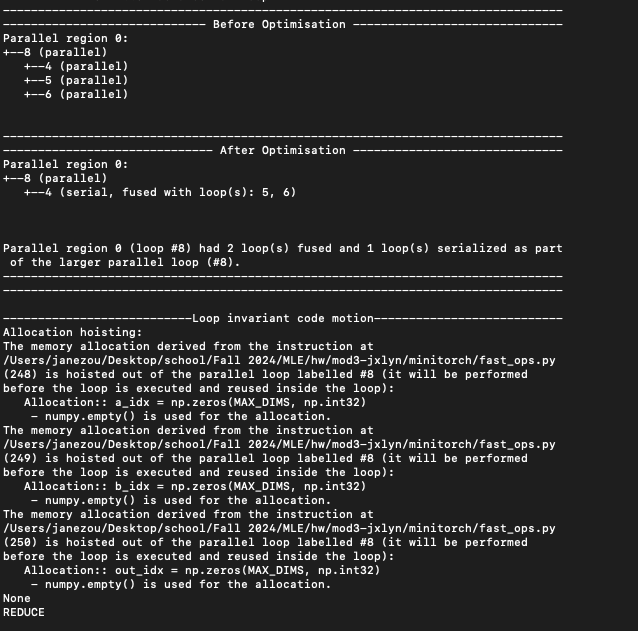 --------------------------------------------------------------------------------
----------------------------- Before Optimisation ------------------------------
Parallel region 0:
+--8 (parallel)
   +--4 (parallel)
   +--5 (parallel)
   +--6 (parallel)
--------------------------------------------------------------------------------
------------------------------ After Optimisation ------------------------------
Parallel region 0:
+--8 (parallel)
   +--4 (serial, fused with loop(s): 5, 6)
Parallel region 0 (loop #8) had 2 loop(s) fused and 1 loop(s) serialized as part
 of the larger parallel loop (#8).
--------------------------------------------------------------------------------
--------------------------------------------------------------------------------
---------------------------Loop invariant code motion---------------------------
Allocation hoisting:
The memory allocation derived from the instruction at
/Users/janezou/Desktop/school/Fall 2024/MLE/hw/mod3-jxlyn/minitorch/fast_ops.py
(248) is hoisted out of the parallel loop labelled #8 (it will be performed
before the loop is executed and reused inside the loop):
   Allocation:: a_idx = np.zeros(MAX_DIMS, np.int32)
    - numpy.empty() is used for the allocation.
The memory allocation derived from the instruction at
/Users/janezou/Desktop/school/Fall 2024/MLE/hw/mod3-jxlyn/minitorch/fast_ops.py
(249) is hoisted out of the parallel loop labelled #8 (it will be performed
before the loop is executed and reused inside the loop):
   Allocation:: b_idx = np.zeros(MAX_DIMS, np.int32)
    - numpy.empty() is used for the allocation.
The memory allocation derived from the instruction at
/Users/janezou/Desktop/school/Fall 2024/MLE/hw/mod3-jxlyn/minitorch/fast_ops.py
(250) is hoisted out of the parallel loop labelled #8 (it will be performed
before the loop is executed and reused inside the loop):
   Allocation:: out_idx = np.zeros(MAX_DIMS, np.int32)
    - numpy.empty() is used for the allocation.
None
REDUCE